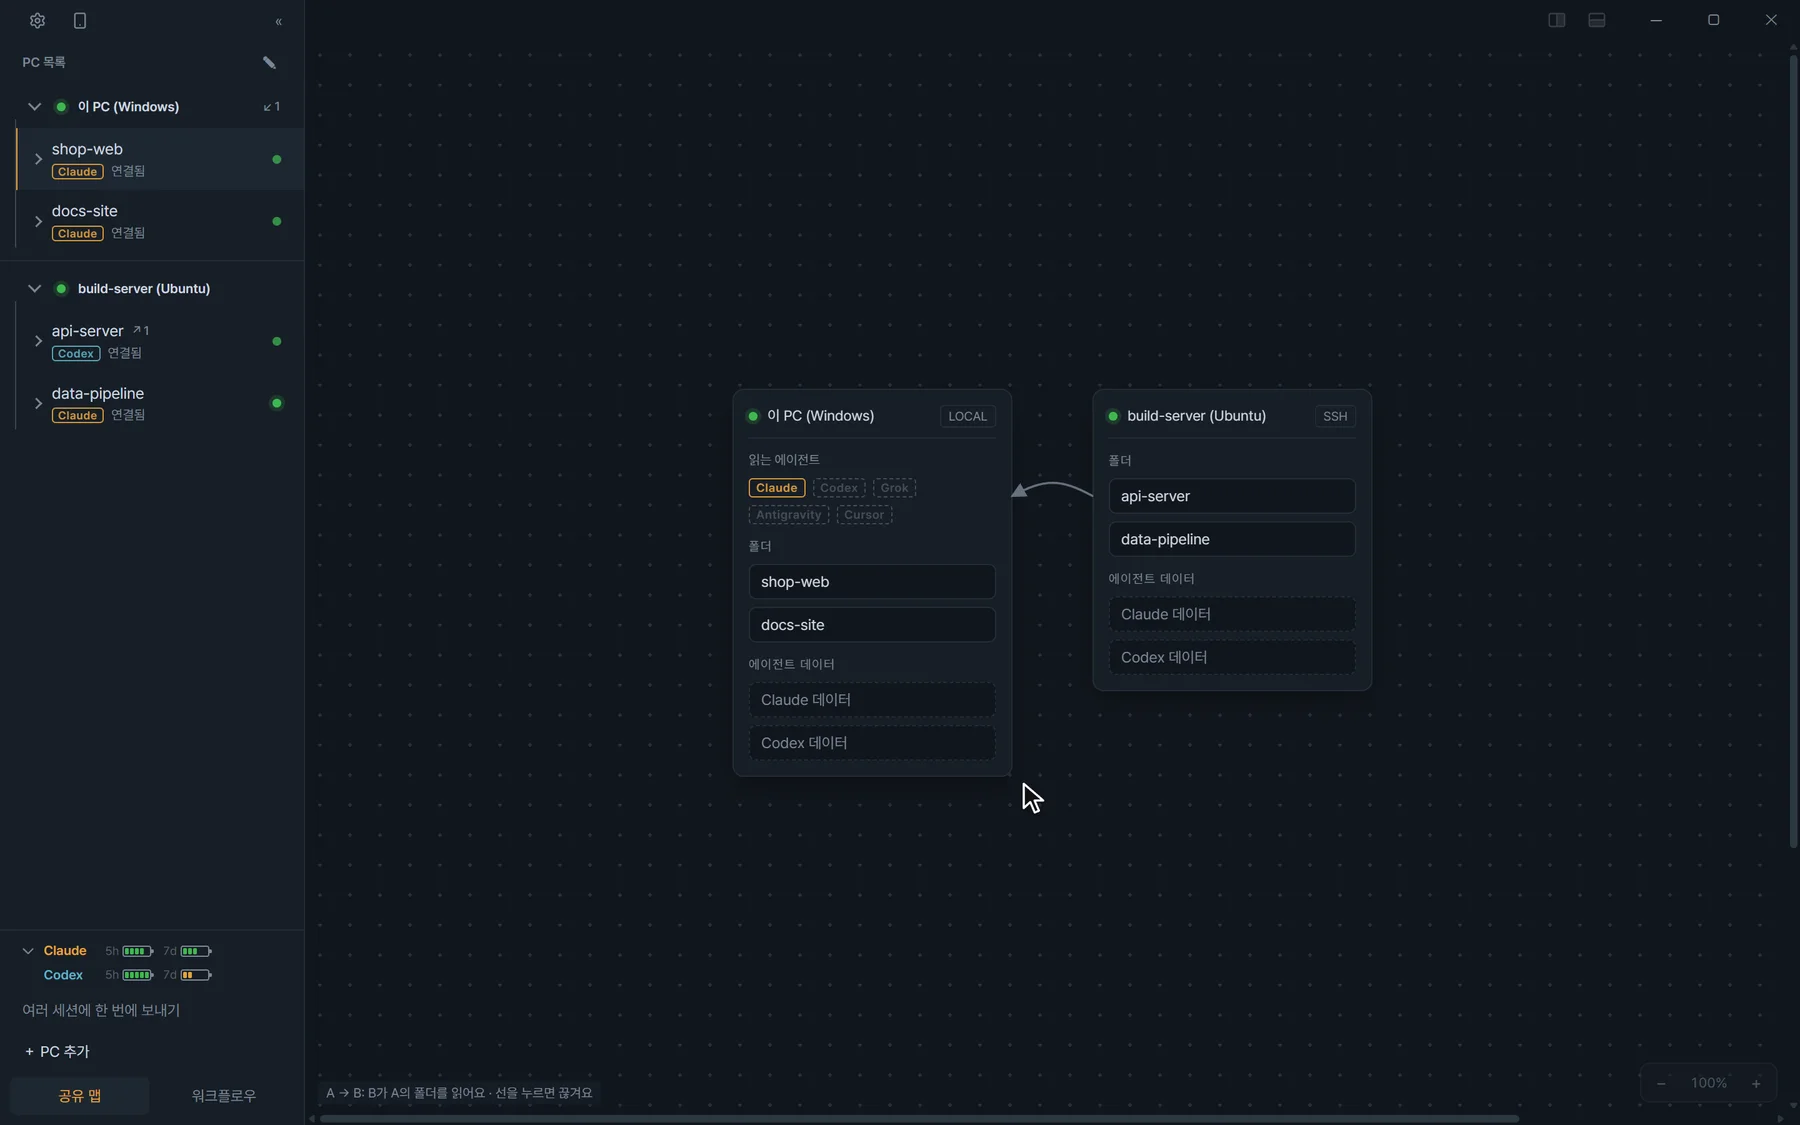 «
PC 목록
이 PC (Windows)
↙1
shop-web
Claude 연결됨
docs-site
Claude 연결됨
build-server (Ubuntu)
api-server ↗1
Codex 연결됨
data-pipeline
Claude 연결됨
Claude 5h 7d
Codex 5h 7d
여러 세션에 한 번에 보내기
+ PC 추가
공유 맵
워크플로우
이 PC (Windows) LOCAL
읽는 에이전트
Claude Codex Grok
Antigravity Cursor
폴더
shop-web
docs-site
에이전트 데이터
Claude 데이터
Codex 데이터
build-server (Ubuntu) SSH
폴더
api-server
data-pipeline
에이전트 데이터
Claude 데이터
Codex 데이터
A → B: B가 A의 폴더를 읽어요 · 선을 누르면 끊겨요
− 100% +